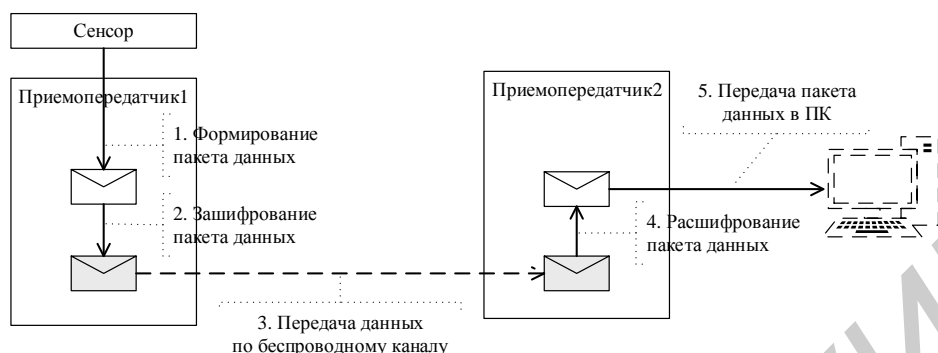 Сенсор
Приемопередатчик1
1. Формирование
пакета данных
2. Зашифрование
пакета данных
3. Передача данных
по беспроводному каналу
Приемопередатчик2
4. Расшифрование
пакета данных
5. Передача пакета
данных в ПК